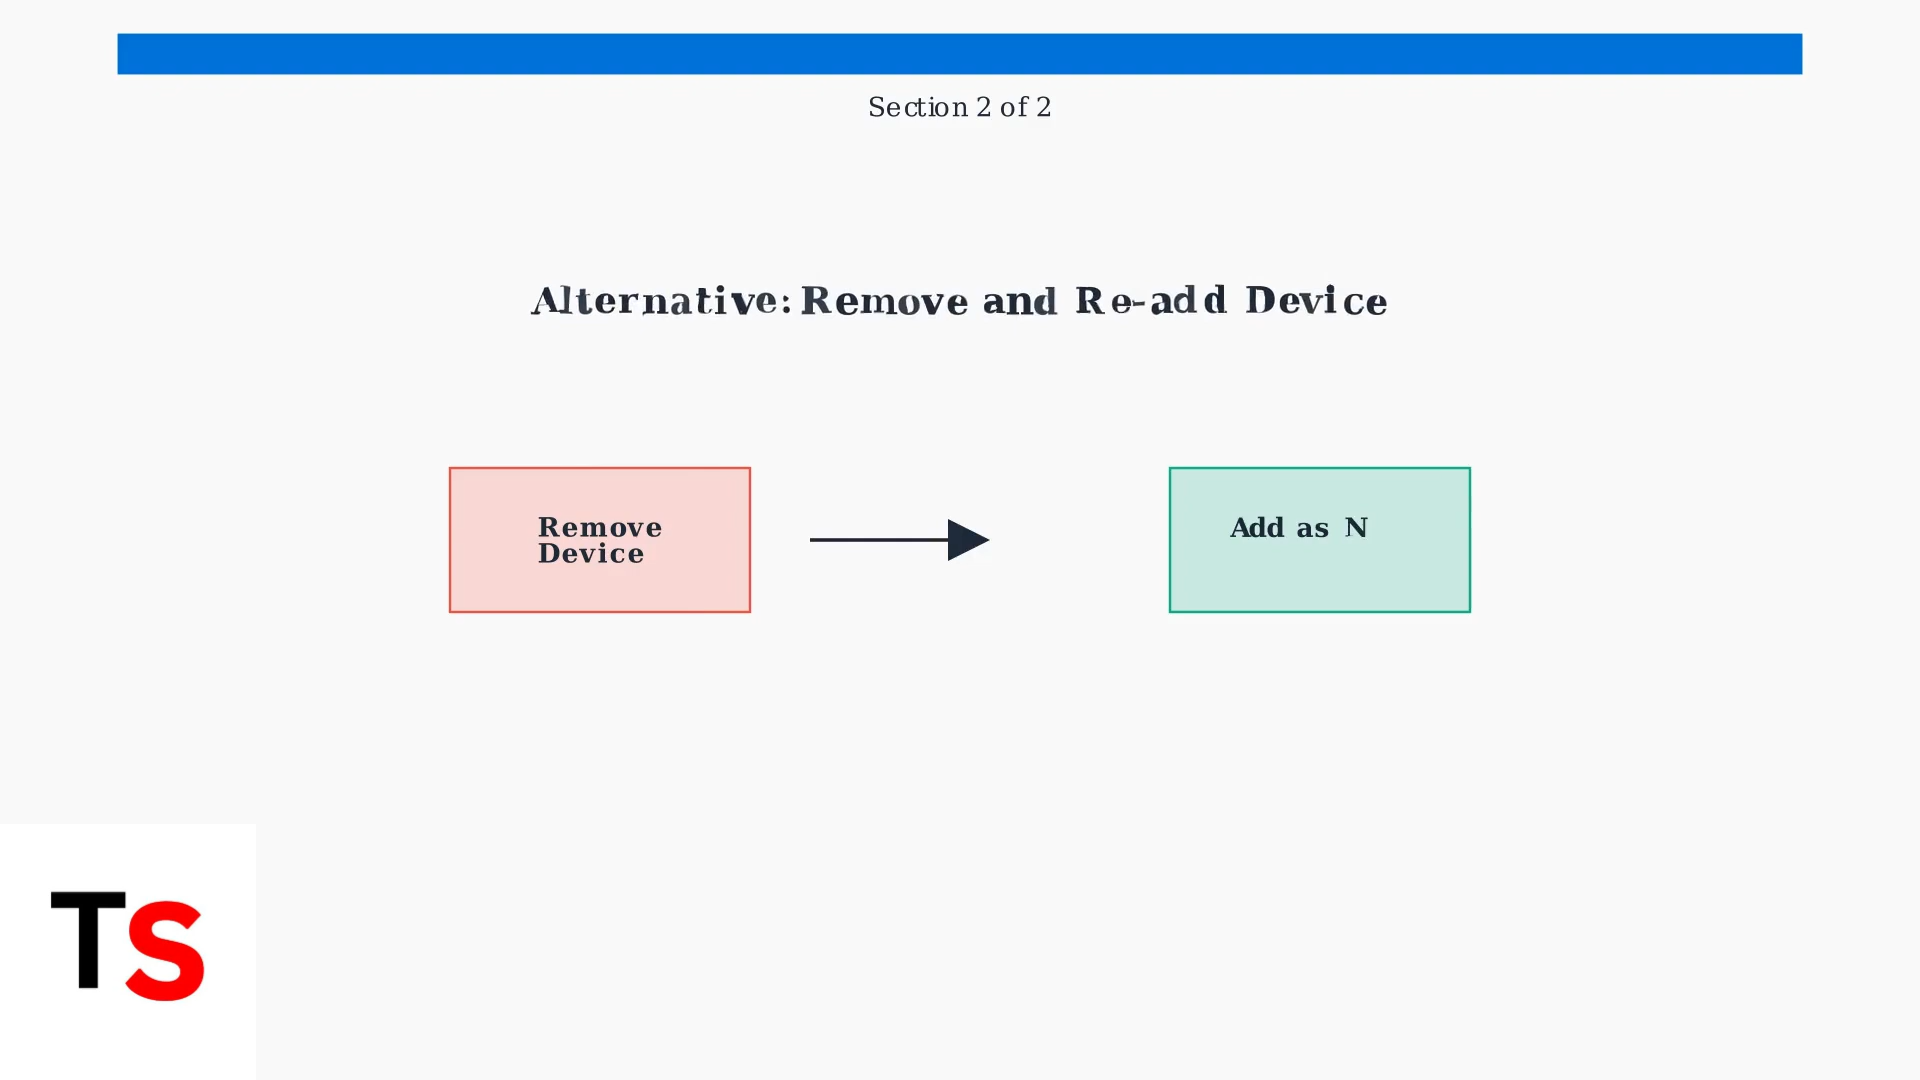 Section 2 of 2
Alternative: Remove and Re-add Device
Remove
Device
Add as N
TS